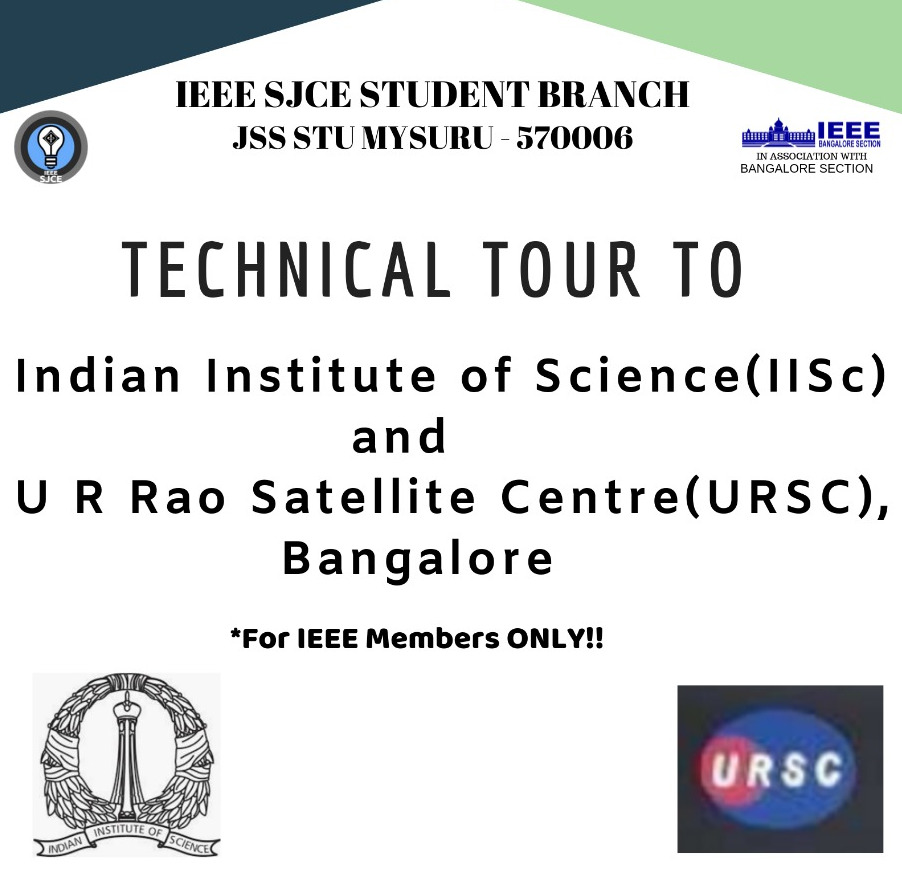 IEEE SJCE STUDENT BRANCH
JSS STU MYSURU - 570006
IEEE
SJCE
IEEE
BANGALORE SECTION
IN ASSOCIATION WITH
BANGALORE SECTION
TECHNICAL TOUR TO
Indian Institute of Science(IISc)
and
U R Rao Satellite Centre(URSC),
Bangalore
*For IEEE Members ONLY!!
INDIAN INSTITUTE OF SCIENCE
URSC